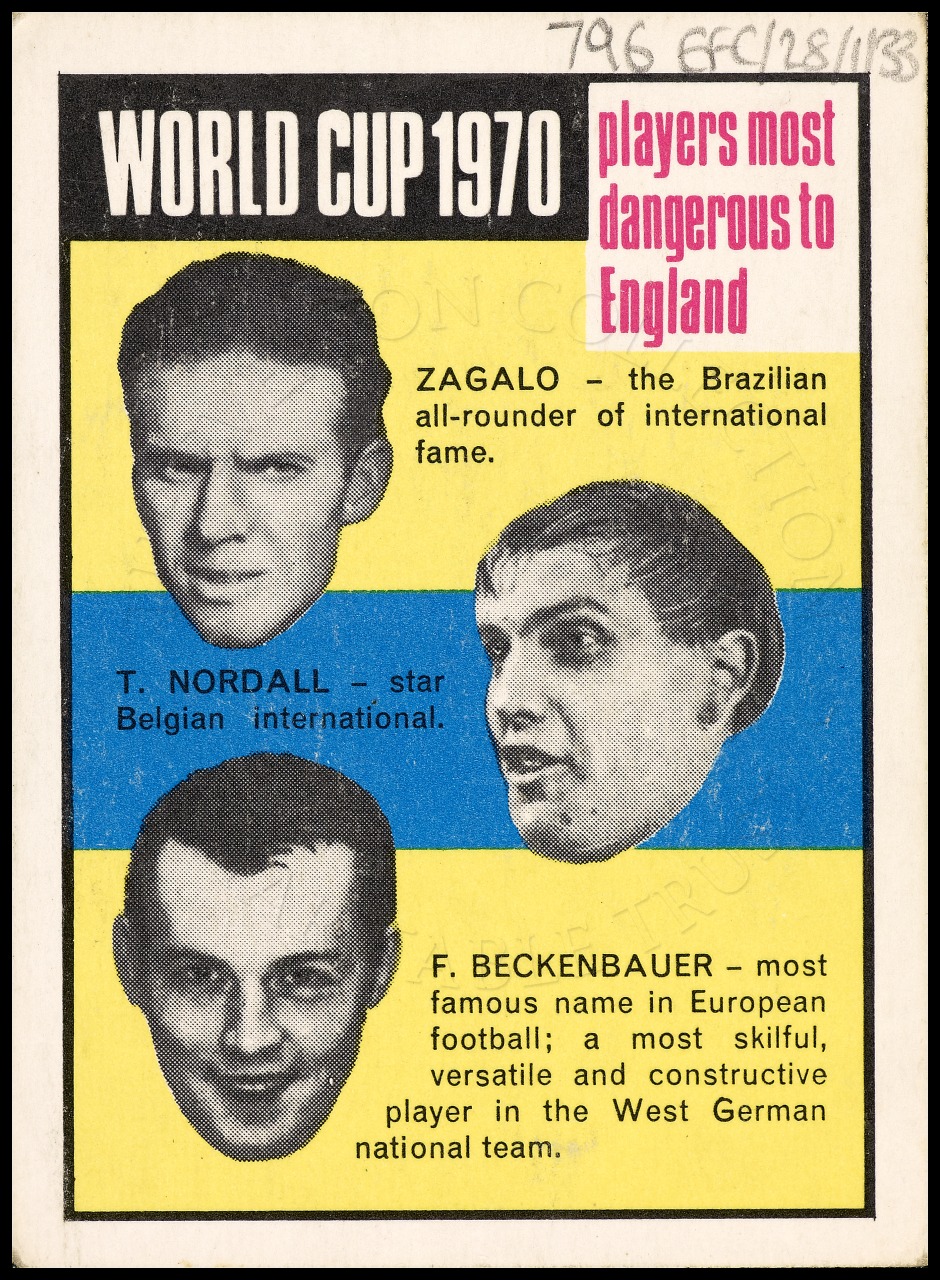 796 EFC/28/1/33
WORLD CUP 1970
players most
dangerous to
England
ZAGALO – the Brazilian
all-rounder of international
fame.
T. NORDALL – star
Belgian international.
F. BECKENBAUER – most
famous name in European
football; a most skilful,
versatile and constructive
player in the West German
national team.